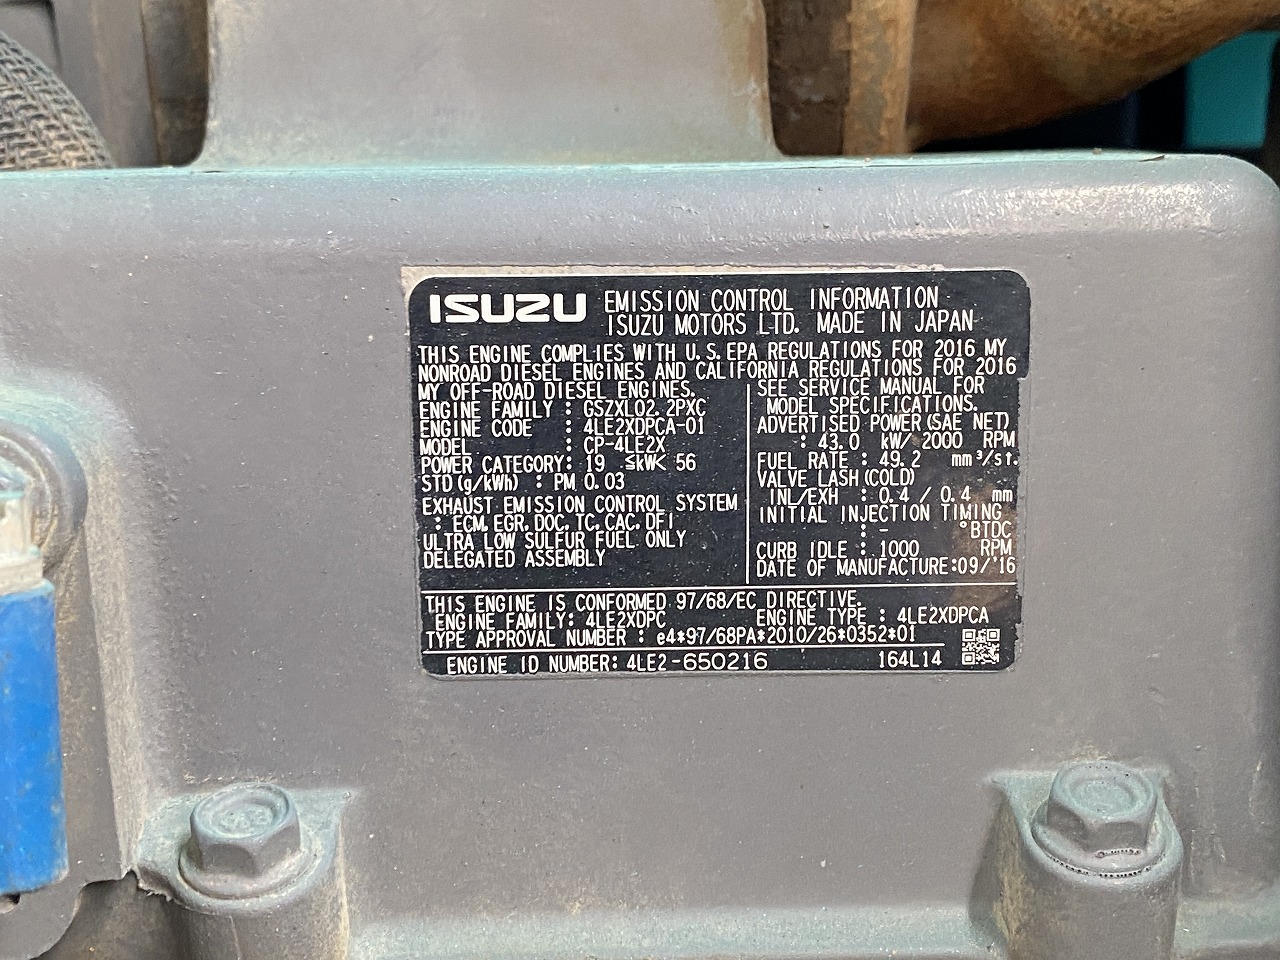 ISUZU EMISSION CONTROL INFORMATION
ISUZU MOTORS LTD. MADE IN JAPAN
THIS ENGINE COMPLIES WITH U.S. EPA REGULATIONS FOR 2016 MY
NONROAD DIESEL ENGINES AND CALIFORNIA REGULATIONS FOR 2016
MY OFF-ROAD DIESEL ENGINES.
ENGINE FAMILY : GSZXL02.2PXC
ENGINE CODE : 4LE2XDPCA-01
MODEL : CP-4LE2X
POWER CATEGORY: 19 ≦kW< 56
STD (g/kWh) : PM 0.03
EXHAUST EMISSION CONTROL SYSTEM
: ECM, EGR, DOC, TC, CAC, DFI
ULTRA LOW SULFUR FUEL ONLY
DELEGATED ASSEMBLY
SEE SERVICE MANUAL FOR
MODEL SPECIFICATIONS.
ADVERTISED POWER (SAE NET)
: 43.0 kW/ 2000 RPM
FUEL RATE : 49.2 mm³/st.
VALVE LASH (COLD)
INL/EXH : 0.4 / 0.4 mm
INITIAL INJECTION TIMING
: - °BTDC
CURB IDLE : 1000 RPM
DATE OF MANUFACTURE:09/'16
THIS ENGINE IS CONFORMED 97/68/EC DIRECTIVE.
ENGINE FAMILY: 4LE2XDPC ENGINE TYPE : 4LE2XDPCA
TYPE APPROVAL NUMBER : e4*97/68PA*2010/26*0352*01
ENGINE ID NUMBER: 4LE2-650216 164L14